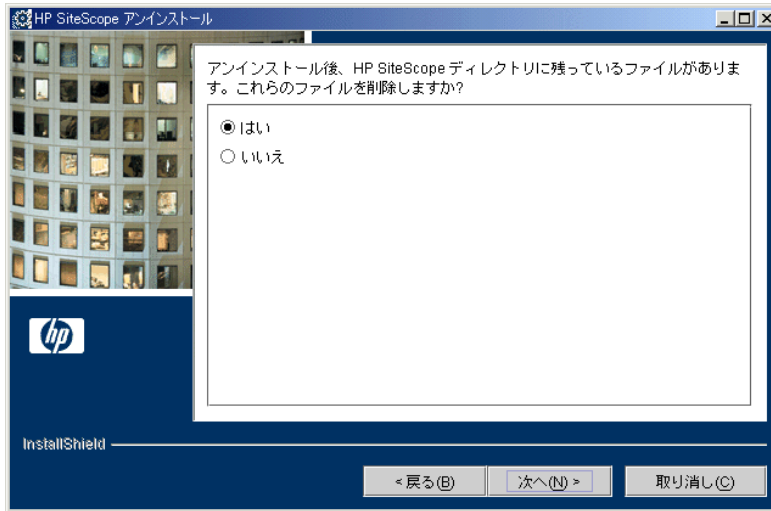 HP SiteScope アンインストール
アンインストール後、HP SiteScope ディレクトリに残っているファイルがありま
す。これらのファイルを削除しますか?
はい
いいえ
hp
InstallShield
<戻る(B)
次へ(N)>
取り消し(C)